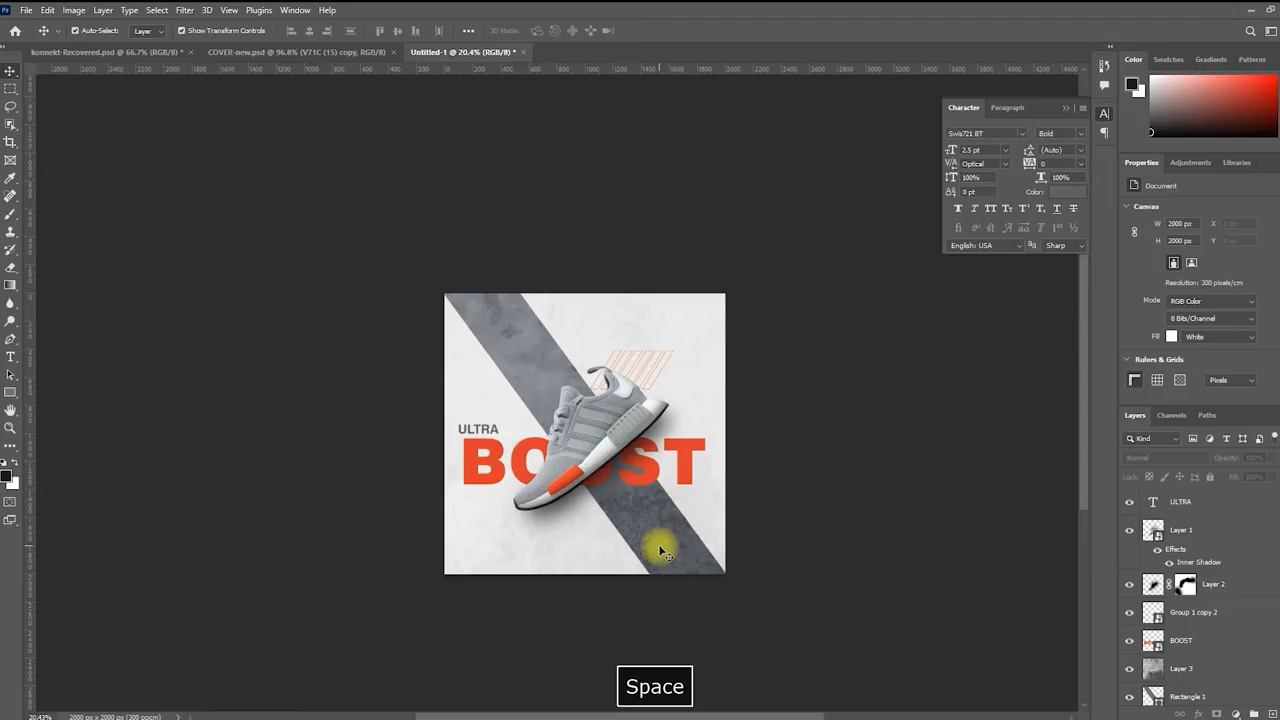 File Edit Image Layer Type Select Filter 3D View Plugins Window Help
Auto-Select: Layer Show Transform Controls 3D Mode:
konnekt-Recovered.psd @ 66.7% (RGB/8) * COVER-new.psd @ 96.8% (V71C (15) copy, RGB/8) Untitled-1 @ 20.4% (RGB/8) *
Color Swatches Gradients Patterns
Character Paragraph
Swis721 BT Bold
2.5 pt (Auto)
Optical 0
100% 100%
0 pt Color:
English: USA Sharp
Properties Adjustments Libraries
Document
Canvas
W 2000 px X 0 px
H 2000 px Y 0 px
Resolution: 300 pixels/cm
Mode RGB Color
8 Bits/Channel
Fill White
Rulers & Grids
Pixels
Layers Channels Paths
Kind
Normal Opacity: 100%
Lock: Fill: 100%
ULTRA
Layer 1
Effects
Inner Shadow
Layer 2
Group 1 copy 2
BOOST
Layer 3
Rectangle 1
ULTRA
BOOST
Space
20.43% 2000 px x 2000 px (300 ppcm)